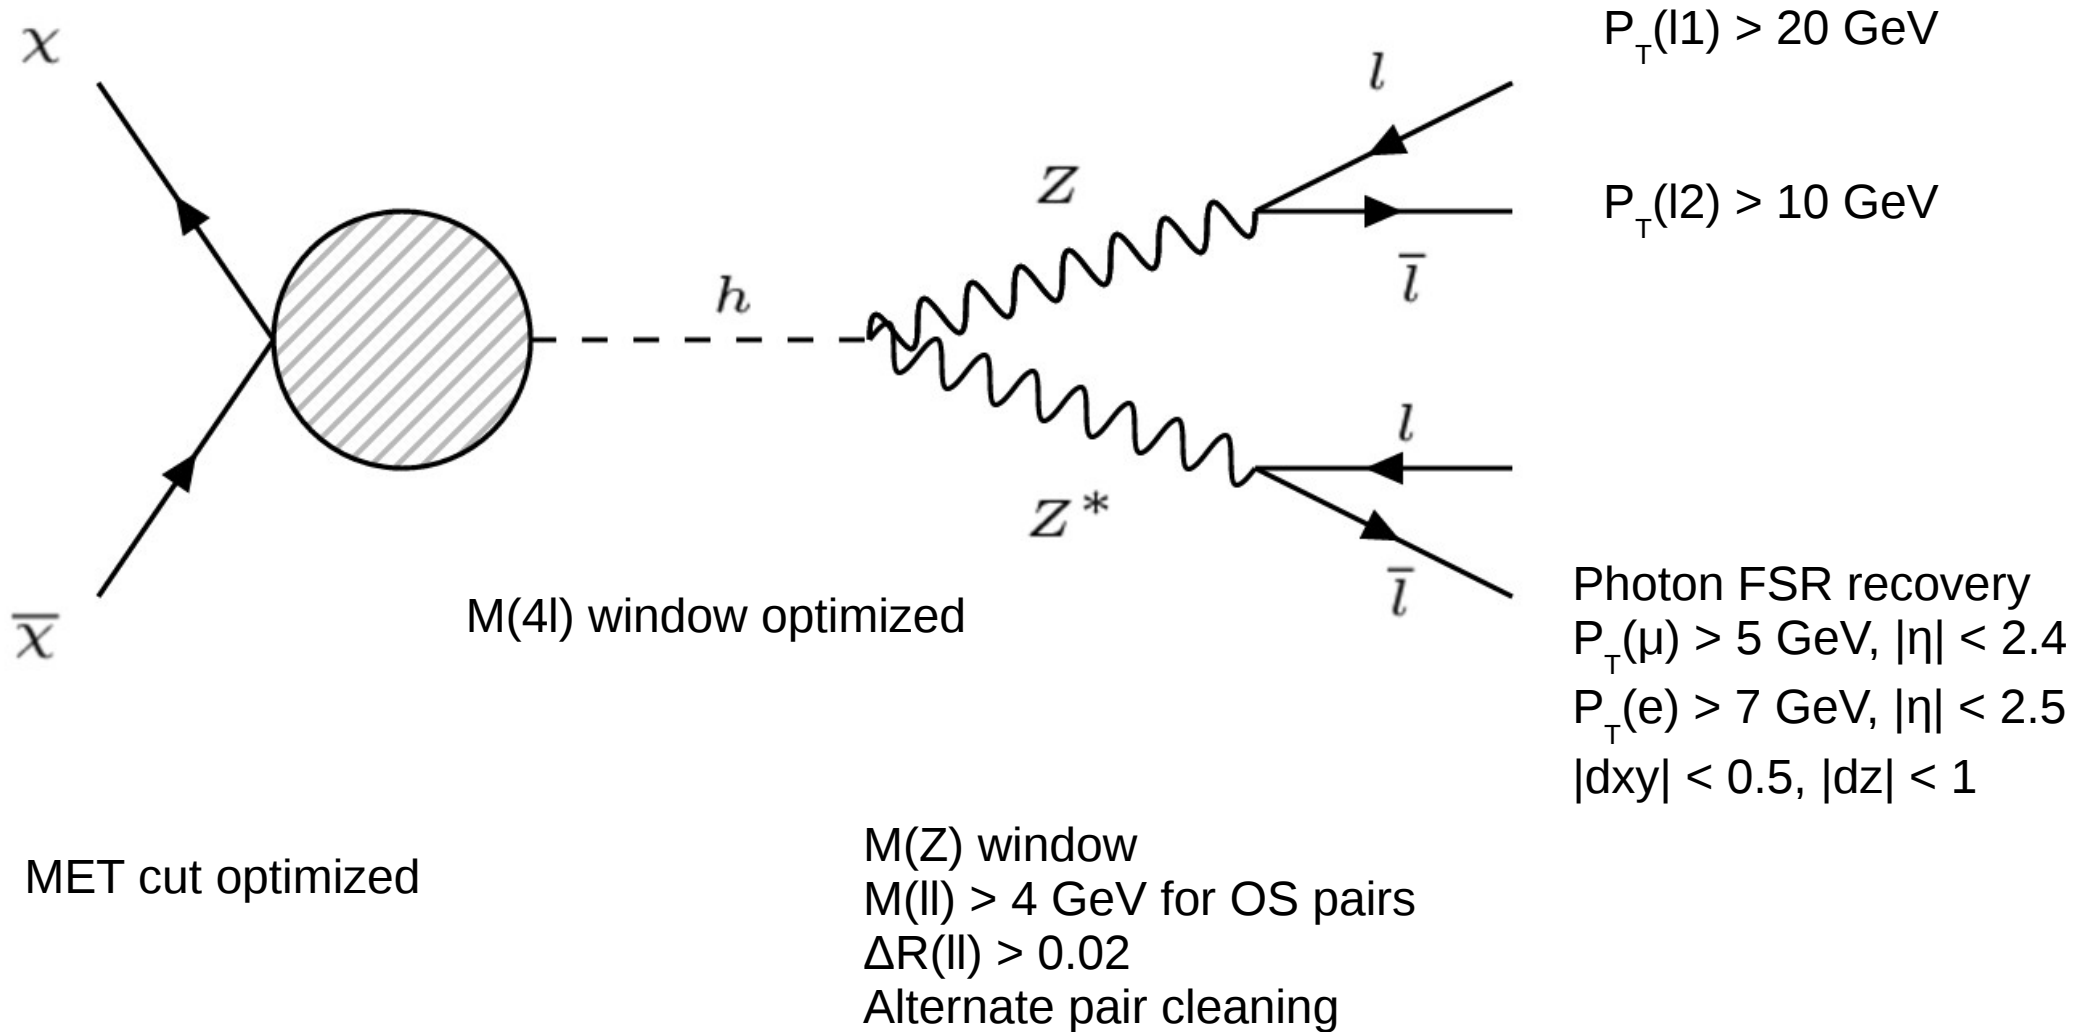 χ
P_T(l1) > 20 GeV
l
Z
P_T(l2) > 10 GeV
l̅
h
l
Z*
l̅
χ̅
M(4l) window optimized
Photon FSR recovery
P_T(μ) > 5 GeV, |η| < 2.4
P_T(e) > 7 GeV, |η| < 2.5
|dxy| < 0.5, |dz| < 1
MET cut optimized
M(Z) window
M(ll) > 4 GeV for OS pairs
ΔR(ll) > 0.02
Alternate pair cleaning